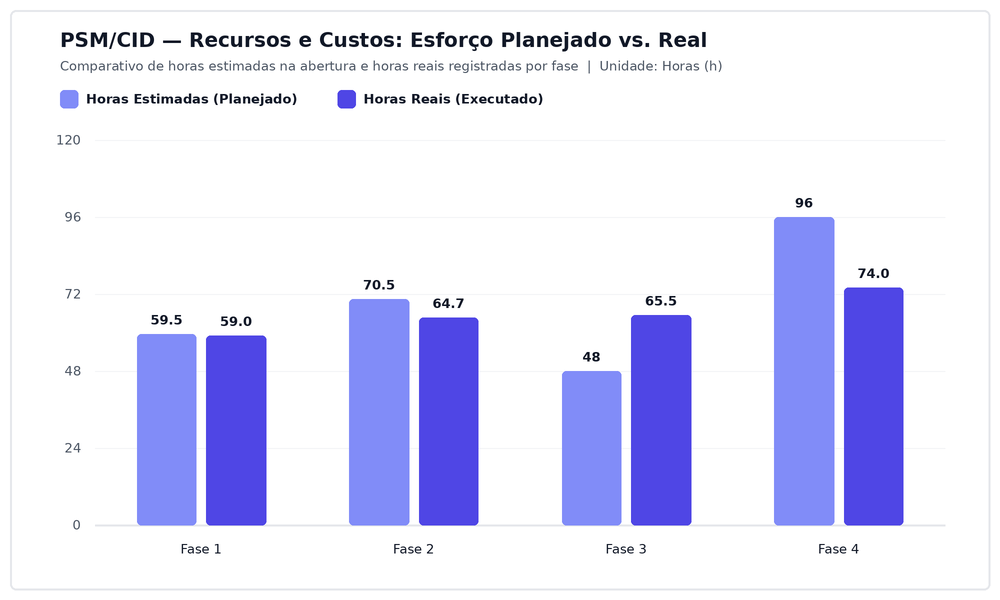 PSM/CID — Recursos e Custos: Esforço Planejado vs. Real
Comparativo de horas estimadas na abertura e horas reais registradas por fase | Unidade: Horas (h)
Horas Estimadas (Planejado) Horas Reais (Executado)
120
96
72
48
24
0
59.5 59.0
70.5 64.7
48 65.5
96 74.0
Fase 1 Fase 2 Fase 3 Fase 4